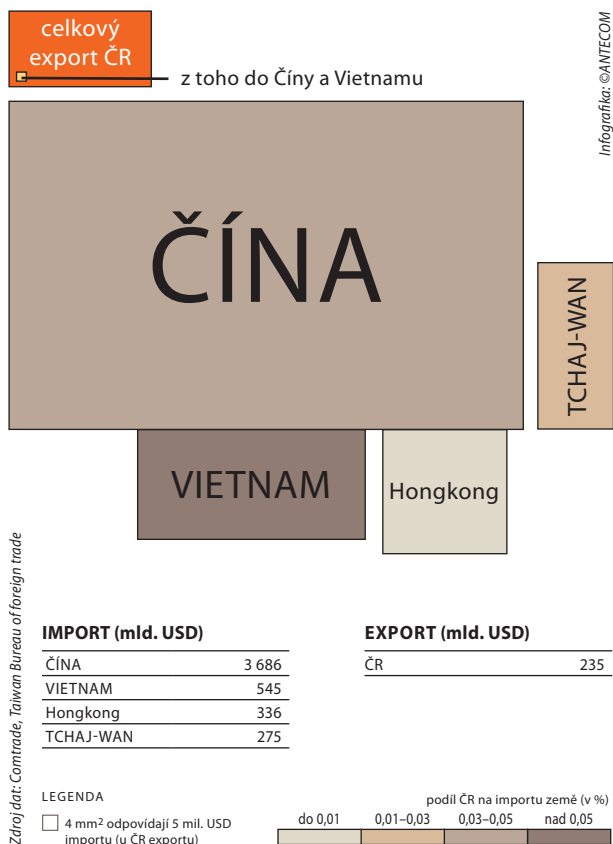 celkový
export ČR
z toho do Číny a Vietnamu
Infografika: ©ANTECOM
ČÍNA
TCHAJ-WAN
VIETNAM
Hongkong
Zdroj dat: Comtrade, Taiwan Bureau of foreign trade
IMPORT (mld. USD)
ČÍNA 3 686
VIETNAM 545
Hongkong 336
TCHAJ-WAN 275
EXPORT (mld. USD)
ČR 235
LEGENDA
4 mm² odpovídají 5 mil. USD
importu (u ČR exportu)
podíl ČR na importu země (v %)
do 0,01 0,01–0,03 0,03–0,05 nad 0,05